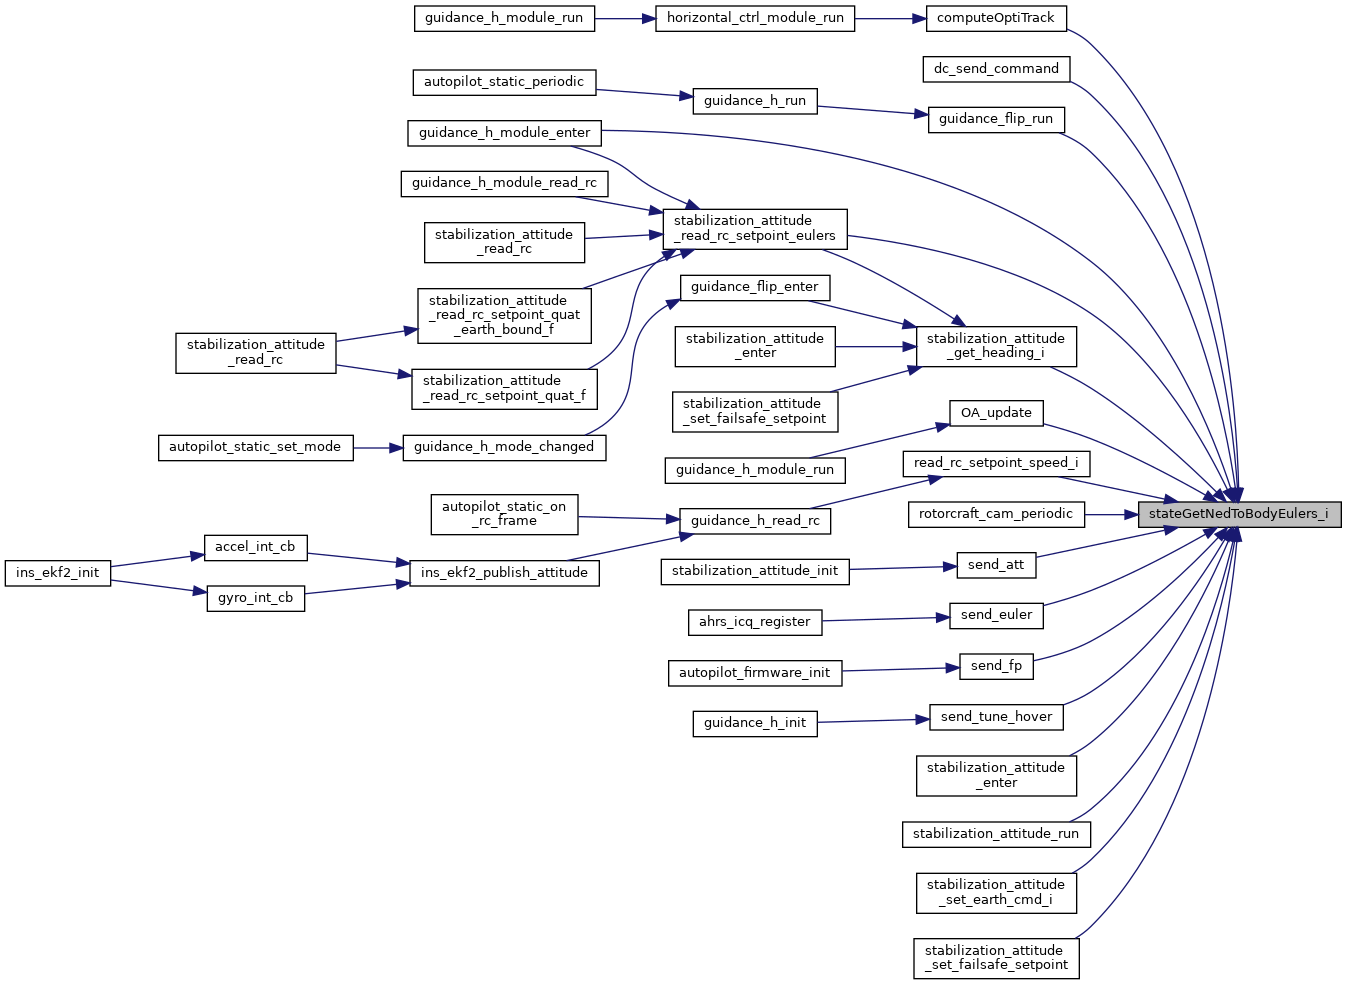 guidance_h_module_run
horizontal_ctrl_module_run
computeOptiTrack
dc_send_command
autopilot_static_periodic
guidance_h_run
guidance_flip_run
guidance_h_module_enter
guidance_h_module_read_rc
stabilization_attitude
_read_rc_setpoint_eulers
stabilization_attitude
_read_rc
guidance_flip_enter
stabilization_attitude
_read_rc_setpoint_quat
_earth_bound_f
stabilization_attitude
_enter
stabilization_attitude
_get_heading_i
stabilization_attitude
_read_rc
stabilization_attitude
_read_rc_setpoint_quat_f
stabilization_attitude
_set_failsafe_setpoint
OA_update
autopilot_static_set_mode
guidance_h_mode_changed
guidance_h_module_run
read_rc_setpoint_speed_i
autopilot_static_on
_rc_frame
guidance_h_read_rc
rotorcraft_cam_periodic
stateGetNedToBodyEulers_i
accel_int_cb
ins_ekf2_init
ins_ekf2_publish_attitude
stabilization_attitude_init
send_att
gyro_int_cb
ahrs_icq_register
send_euler
autopilot_firmware_init
send_fp
guidance_h_init
send_tune_hover
stabilization_attitude
_enter
stabilization_attitude_run
stabilization_attitude
_set_earth_cmd_i
stabilization_attitude
_set_failsafe_setpoint